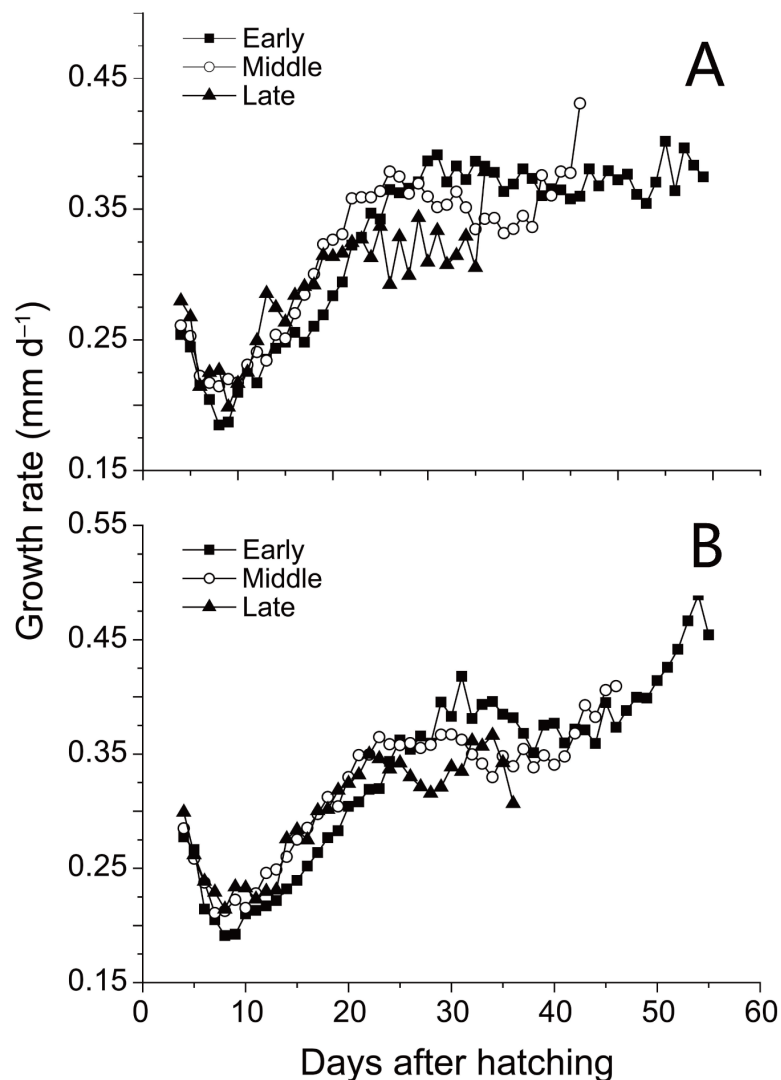 A
Early
Middle
Late
0.45
0.35
0.25
0.15
Growth rate (mm d⁻¹)
B
Early
Middle
Late
0.55
0.45
0.35
0.25
0.15
0 10 20 30 40 50 60
Days after hatching